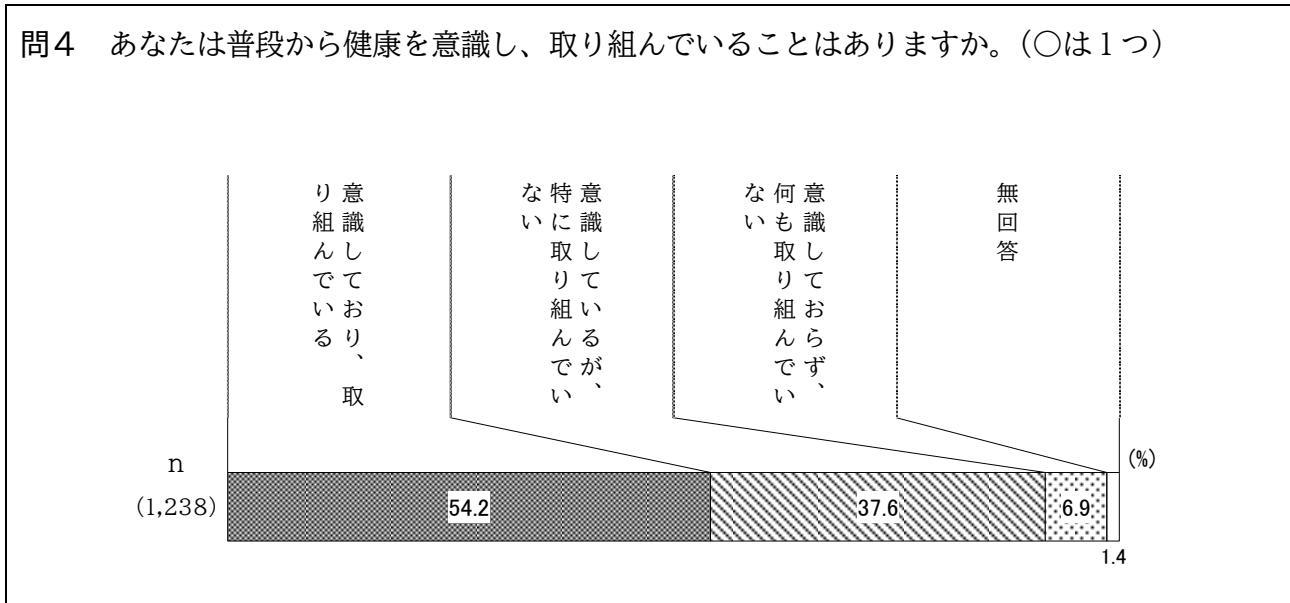 問4 あなたは普段から健康を意識し、取り組んでいることはありますか。(○は1つ)
意識しており、取
り組んでいる
意識しているが、
特に取り組んでい
ない
意識しておらず、
何も取り組んでい
ない
無回答
(%)
n
(1,238)
54.2
37.6
6.9
1.4